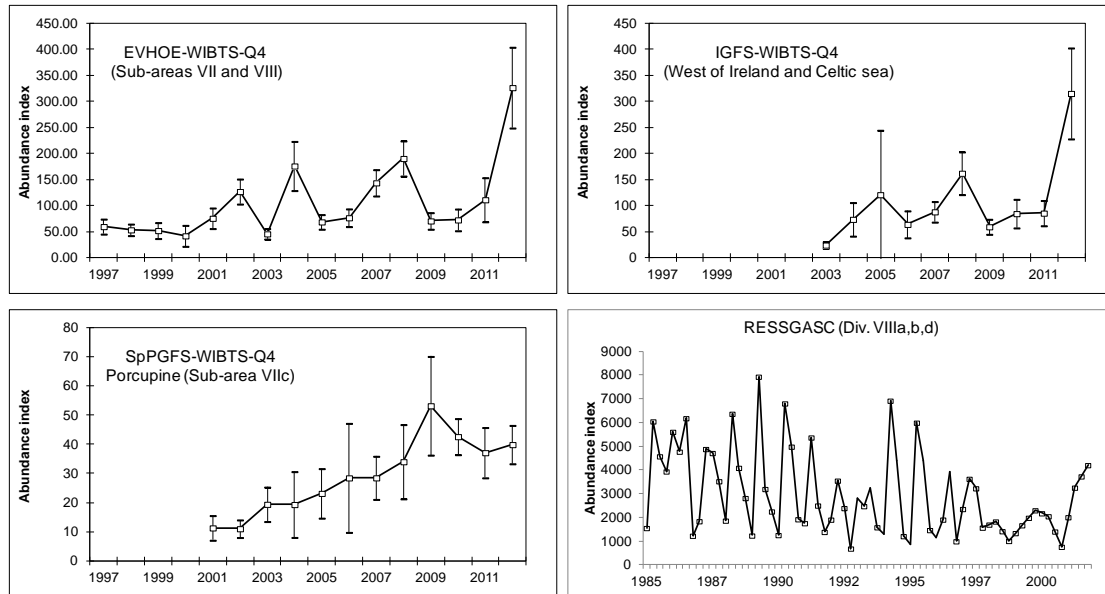 EVHOE-WIBTS-Q4
(Sub-areas VII and VIII)
Abundance index
450.00
400.00
350.00
300.00
250.00
200.00
150.00
100.00
50.00
0.00
1997 1999 2001 2003 2005 2007 2009 2011
IGFS-WIBTS-Q4
(West of Ireland and Celtic sea)
Abundance index
450
400
350
300
250
200
150
100
50
0
1997 1999 2001 2003 2005 2007 2009 2011
SpPGFS-WIBTS-Q4
Porcupine (Sub-area VIIc)
Abundance index
80
70
60
50
40
30
20
10
0
1997 1999 2001 2003 2005 2007 2009 2011
RESSGASC (Div. VIIIa,b,d)
Abundance index
9000
8000
7000
6000
5000
4000
3000
2000
1000
0
1985 1987 1990 1992 1995 1997 2000